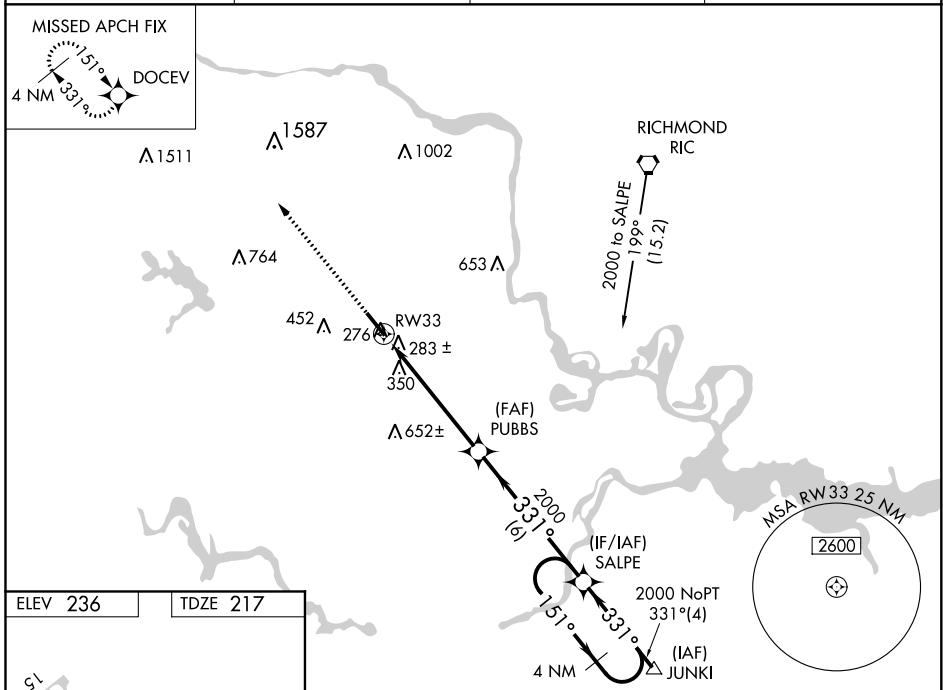 MISSED APCH FIX
151°
DOCEV
4 NM
331°
1587
1511
1002
RICHMOND
RIC
2000 to SALPE
199°
(15.2)
764
653
452
276
RW33
283 ±
350
652±
(FAF)
PUBBS
2000
331°
(6)
(IF/IAF)
SALPE
2000 NoPT
331°(4)
151°
331°
4 NM
(IAF)
JUNKI
MSA RW33 25 NM
2600
ELEV 236
TDZE 217
15